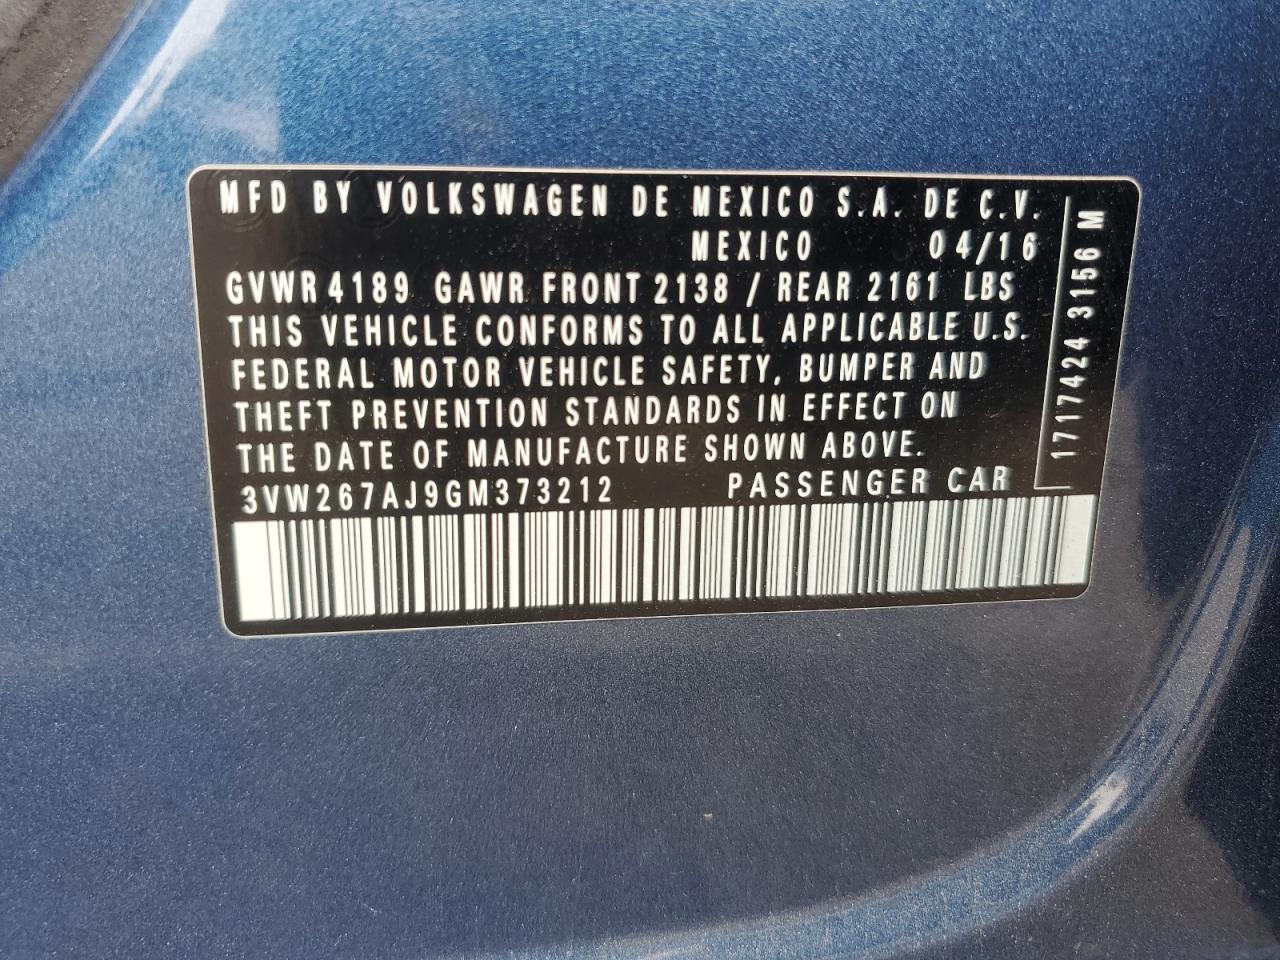 MFD BY VOLKSWAGEN DE MEXICO S.A. DE C.V.
MEXICO 04/16
GVWR 4189 GAWR FRONT 2138 / REAR 2161 LBS
THIS VEHICLE CONFORMS TO ALL APPLICABLE U.S.
FEDERAL MOTOR VEHICLE SAFETY, BUMPER AND
THEFT PREVENTION STANDARDS IN EFFECT ON
THE DATE OF MANUFACTURE SHOWN ABOVE.
3VW267AJ9GM373212 PASSENGER CAR
1717424 3156 M